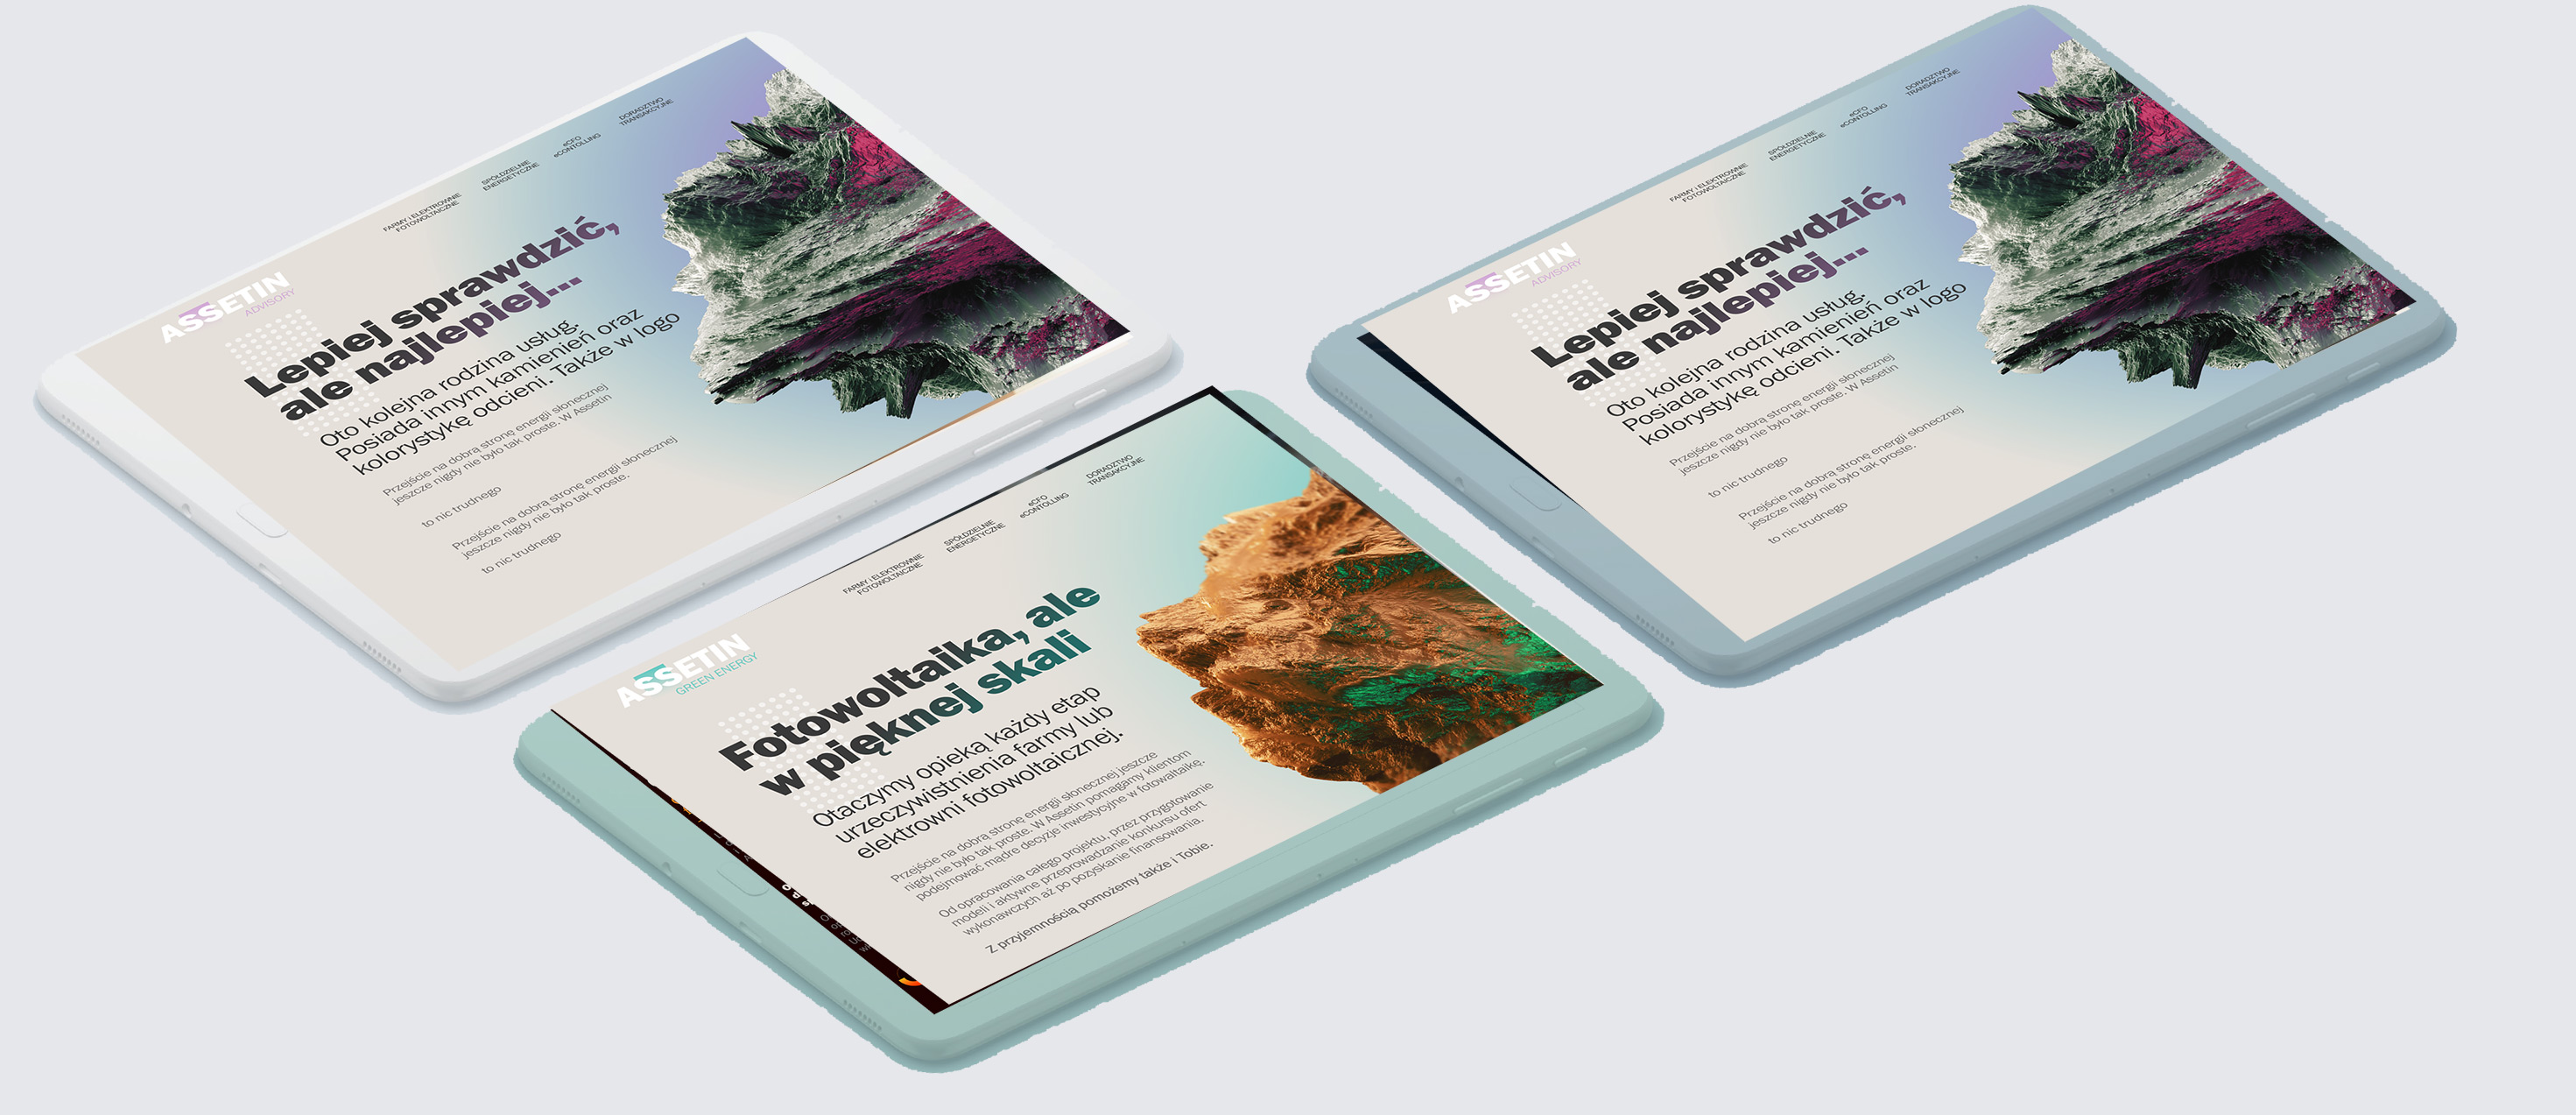 ASSETIN
ADVISORY
FARMY i ELEKTROWNIE
FOTOWOLTAICZNE
SPÓŁDZIELNIE
ENERGETYCZNE
eCFO
eCONTOLLING
DORADZTWO
TRANSAKCYJNE
Lepiej sprawdzić,
ale najlepiej...
Oto kolejna rodzina usług.
Posiada innym kamienień oraz
kolorystykę odcieni. Także w logo
Przejście na dobrą stronę energii słonecznej
jeszcze nigdy nie było tak proste. W Assetin
to nic trudnego
Przejście na dobrą stronę energii słonecznej
jeszcze nigdy nie było tak proste.
to nic trudnego
ASSETIN
GREEN ENERGY
FARMY i ELEKTROWNIE
FOTOWOLTAICZNE
SPÓŁDZIELNIE
ENERGETYCZNE
eCFO
eCONTOLLING
DORADZTWO
TRANSAKCYJNE
Fotowoltaika, ale
w pięknej skali
Otaczymy opieką każdy etap
urzeczywistnienia farmy lub
elektrowni fotowoltaicznej.
Przejście na dobrą stronę energii słonecznej jeszcze
nigdy nie było tak proste. W Assetin pomagamy klientom
podejmować mądre decyzje inwestycyjne w fotowaltaikę.
Od opracowania całego projektu, przez przygotowanie
modeli i aktywne przeprowadzanie konkursu ofert
wykonawczych aż po pozyskanie finansowania.
Z przyjemnością pomożemy także i Tobie.
ASSETIN
ADVISORY
FARMY i ELEKTROWNIE
FOTOWOLTAICZNE
SPÓŁDZIELNIE
ENERGETYCZNE
eCFO
eCONTOLLING
DORADZTWO
TRANSAKCYJNE
Lepiej sprawdzić,
ale najlepiej...
Oto kolejna rodzina usług.
Posiada innym kamienień oraz
kolorystykę odcieni. Także w logo
Przejście na dobrą stronę energii słonecznej
jeszcze nigdy nie było tak proste. W Assetin
to nic trudnego
Przejście na dobrą stronę energii słonecznej
jeszcze nigdy nie było tak proste.
to nic trudnego